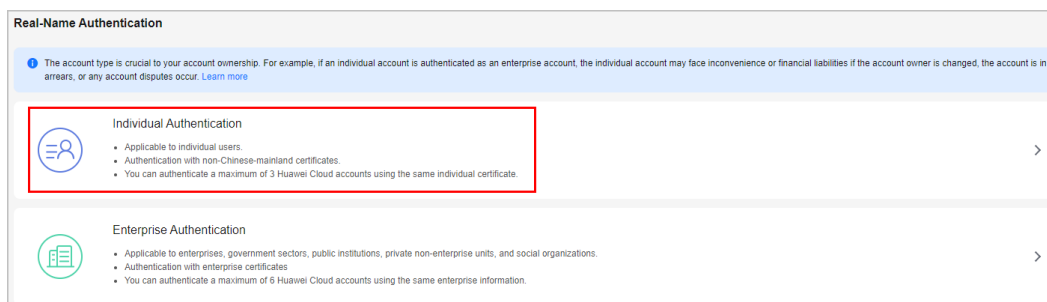 Real-Name Authentication
The account type is crucial to your account ownership. For example, if an individual account is authenticated as an enterprise account, the individual account may face inconvenience or financial liabilities if the account owner is changed, the account is in
arrears, or any account disputes occur. Learn more
Individual Authentication
Applicable to individual users.
Authentication with non-Chinese-mainland certificates.
You can authenticate a maximum of 3 Huawei Cloud accounts using the same individual certificate.
Enterprise Authentication
Applicable to enterprises, government sectors, public institutions, private non-enterprise units, and social organizations.
Authentication with enterprise certificates
You can authenticate a maximum of 6 Huawei Cloud accounts using the same enterprise information.